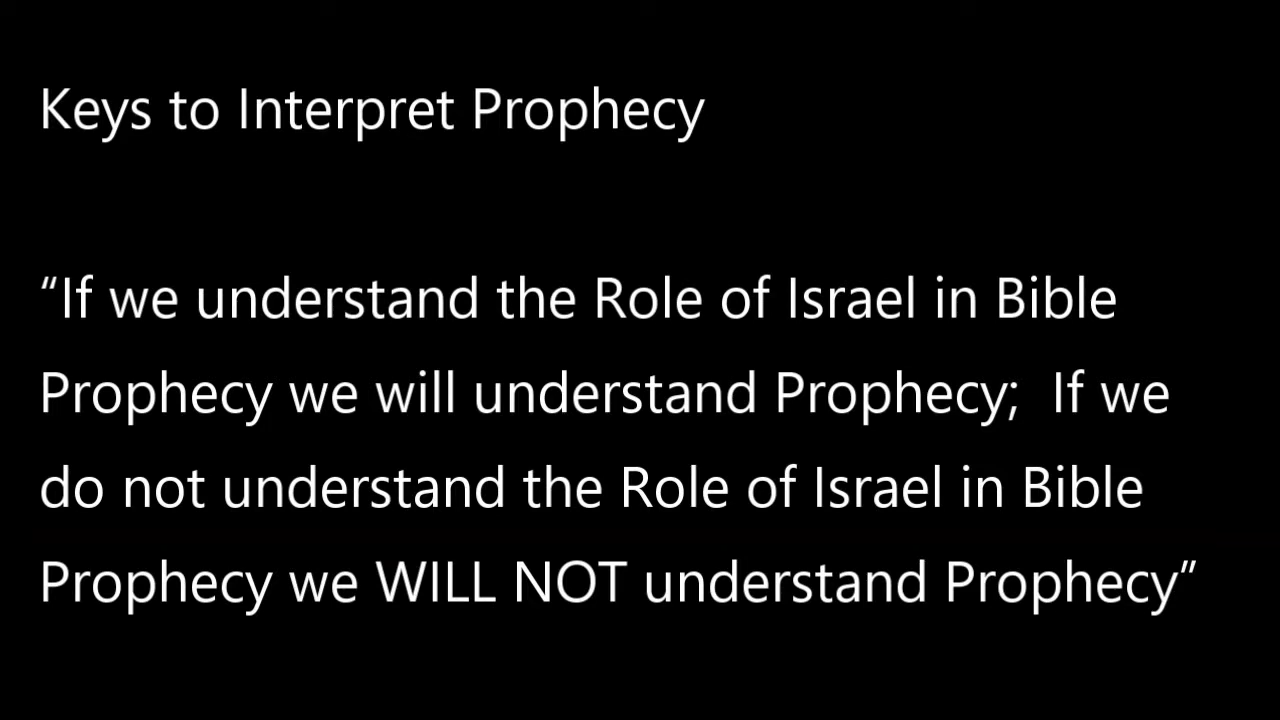 Keys to Interpret Prophecy
“If we understand the Role of Israel in Bible
Prophecy we will understand Prophecy;  If we
do not understand the Role of Israel in Bible
Prophecy we WILL NOT understand Prophecy”